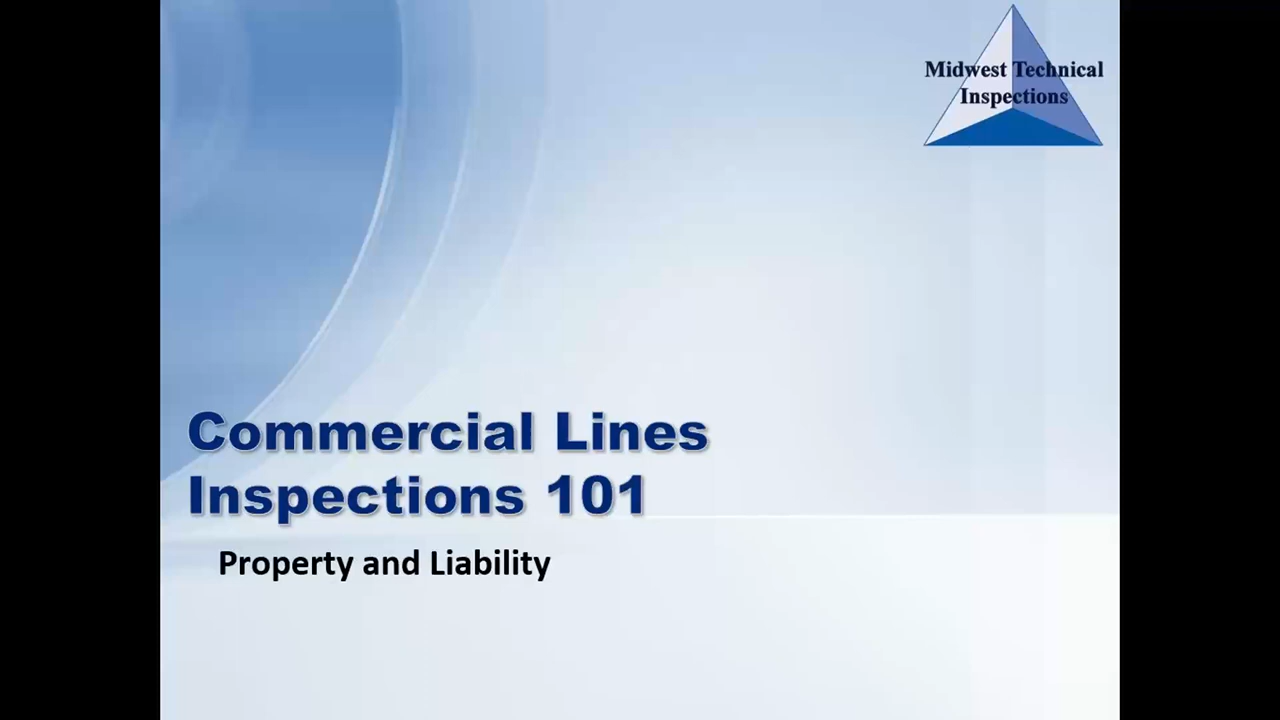 Midwest Technical
Inspections
Commercial Lines
Inspections 101
Property and Liability